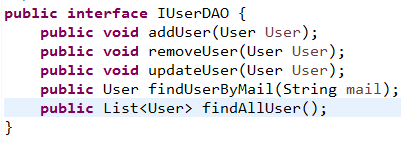 public interface IUserDAO {
public void addUser(User User);
public void removeUser(User User);
public void updateUser(User User);
public User findUserByMail(String mail);
public List<User> findAllUser();
}